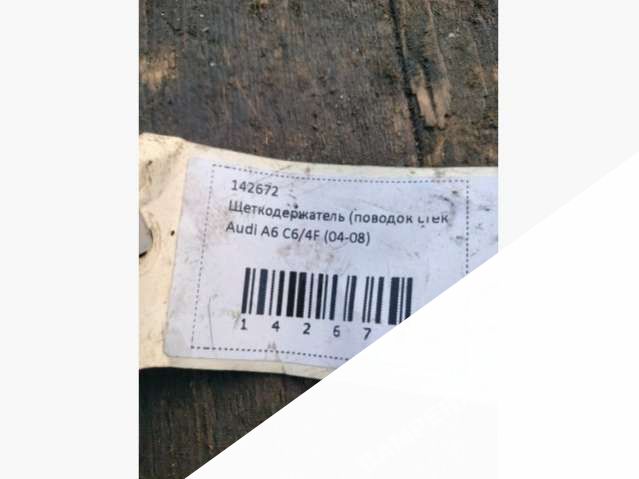 142672
Щеткодержатель (поводок стек
Audi A6 C6/4F (04-08)
1 4 2 6 7